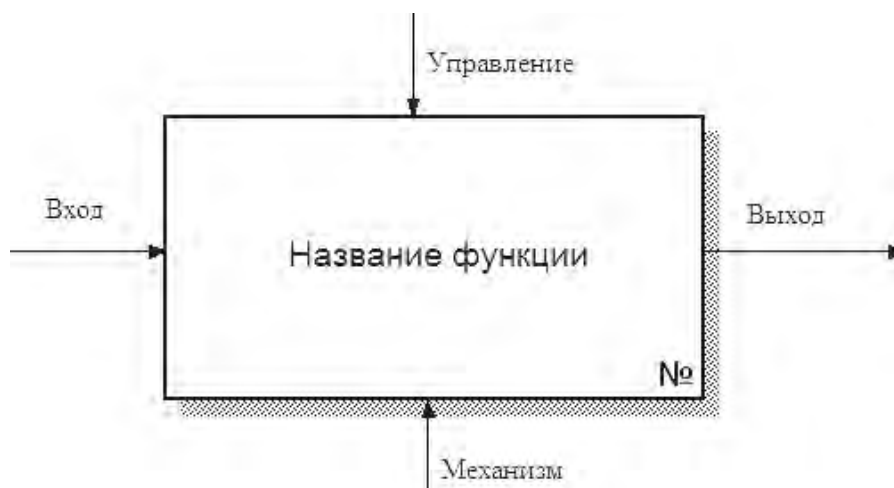 Управление
Вход
Выход
Название функции
№
Механизм